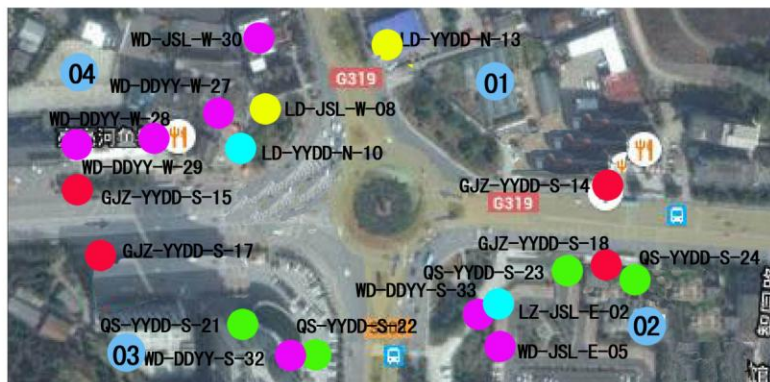 WD-JSL-W-30
LD-YYDD-N-13
04
G319
01
WD-DDYY-W-27
LD-JSL-W-08
WD-DDYY-W-28
LD-YYDD-N-10
WD-DDYY-W-29
GJZ-YYDD-S-14
GJZ-YYDD-S-15
G319
GJZ-YYDD-S-17
GJZ-YYDD-S-18
QS-YYDD-S-24
QS-YYDD-S-23
WD-DDYY-S-33
LZ-JSL-E-02
QS-YYDD-S-21
QS-YYDD-S-22
02
03
WD-DDYY-S-32
WD-JSL-E-05